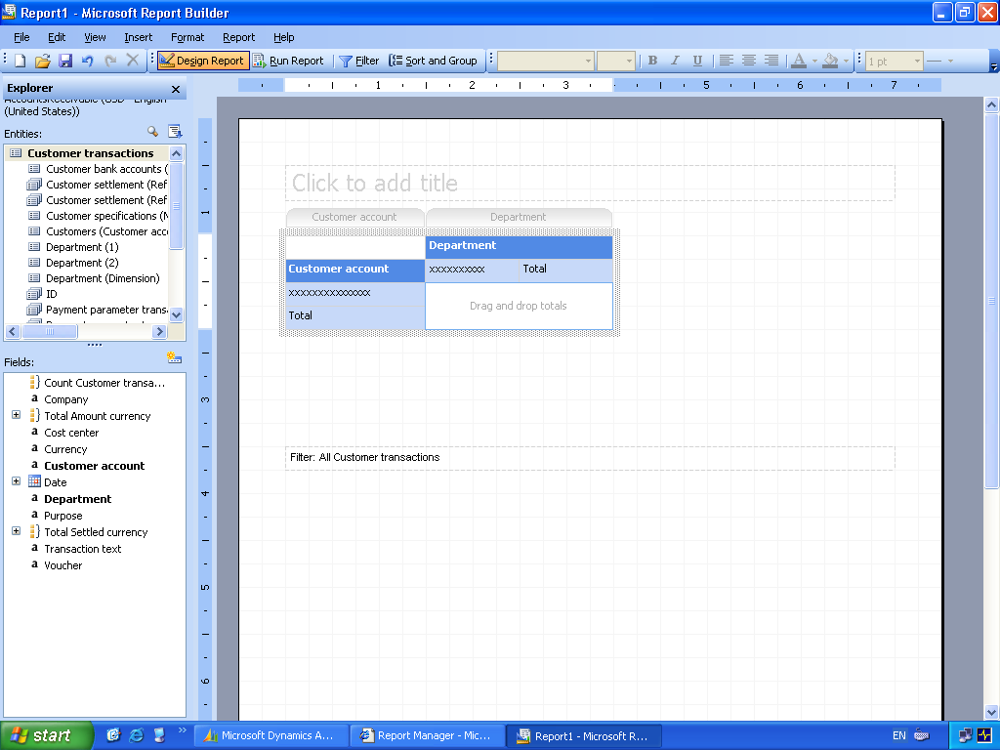 Report1 - Microsoft Report Builder
File Edit View Insert Format Report Help
Design Report Run Report Filter Sort and Group B I U A 1 pt
Explorer
AccountsReceivable (USD - English
(United States))
Entities:
Customer transactions
Customer bank accounts (
Customer settlement (Ref
Customer settlement (Ref
Customer specifications (M
Customers (Customer acc
Department (1)
Department (2)
Department (Dimension)
ID
Payment parameter trans
Fields:
Count Customer transa...
a Company
Total Amount currency
a Cost center
a Currency
a Customer account
Date
a Department
a Purpose
Total Settled currency
a Transaction text
a Voucher
1 2 3 5 6 7
1
3
4
5
6
Click to add title
Customer account Department
Department
Customer account xxxxxxxxxx Total
xxxxxxxxxxxxxx
Drag and drop totals
Total
Filter: All Customer transactions
start
Microsoft Dynamics A... Report Manager - Mic... Report1 - Microsoft R... EN